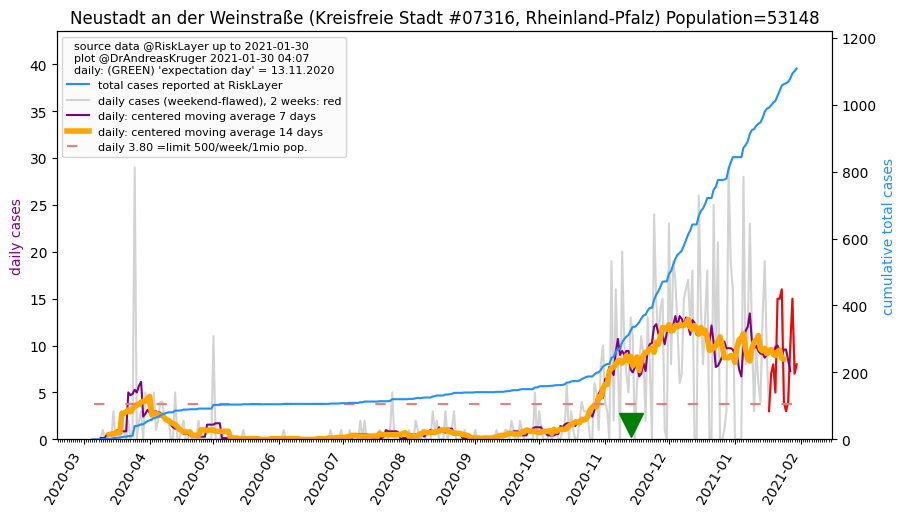 Neustadt an der Weinstraße (Kreisfreie Stadt #07316, Rheinland-Pfalz) Population=53148
source data @RiskLayer up to 2021-01-30
plot @DrAndreasKruger 2021-01-30 04:07
daily: (GREEN) 'expectation day' = 13.11.2020
total cases reported at RiskLayer
daily cases (weekend-flawed), 2 weeks: red
daily: centered moving average 7 days
daily: centered moving average 14 days
daily 3.80 =limit 500/week/1mio pop.
daily cases
0
5
10
15
20
25
30
35
40
cumulative total cases
0
200
400
600
800
1000
1200
2020-03
2020-04
2020-05
2020-06
2020-07
2020-08
2020-09
2020-10
2020-11
2020-12
2021-01
2021-02